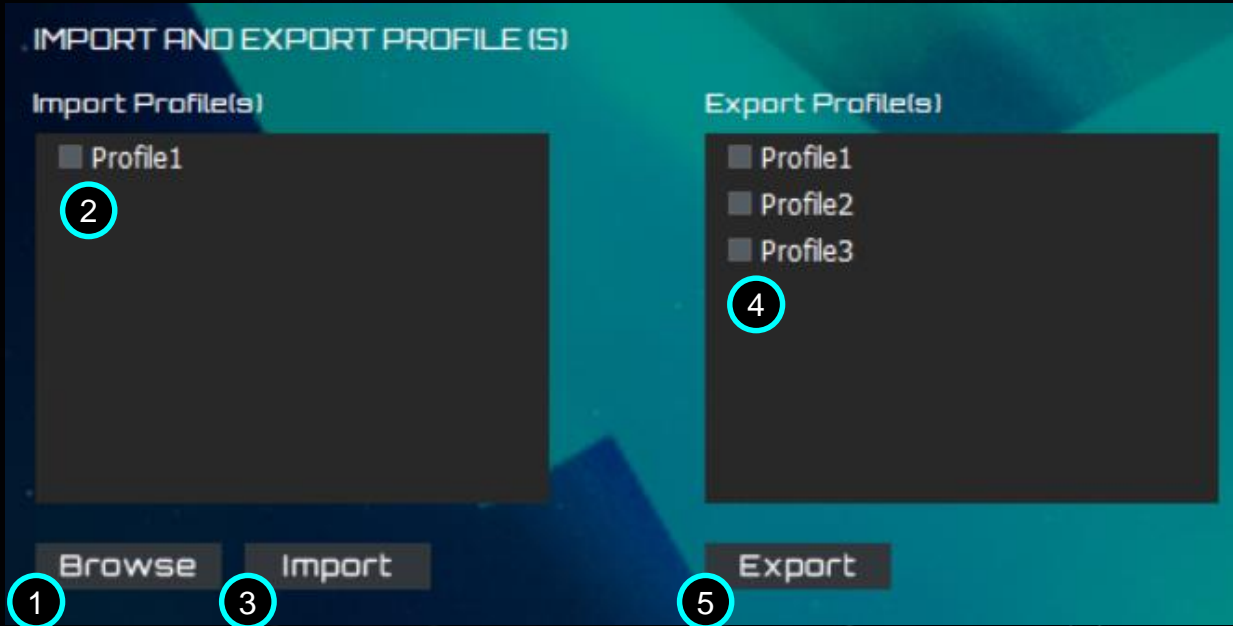 IMPORT AND EXPORT PROFILE (S)
Import Profile(s)
Profile1
2
Browse
Import
1
3
Export Profile(s)
Profile1
Profile2
Profile3
4
Export
5